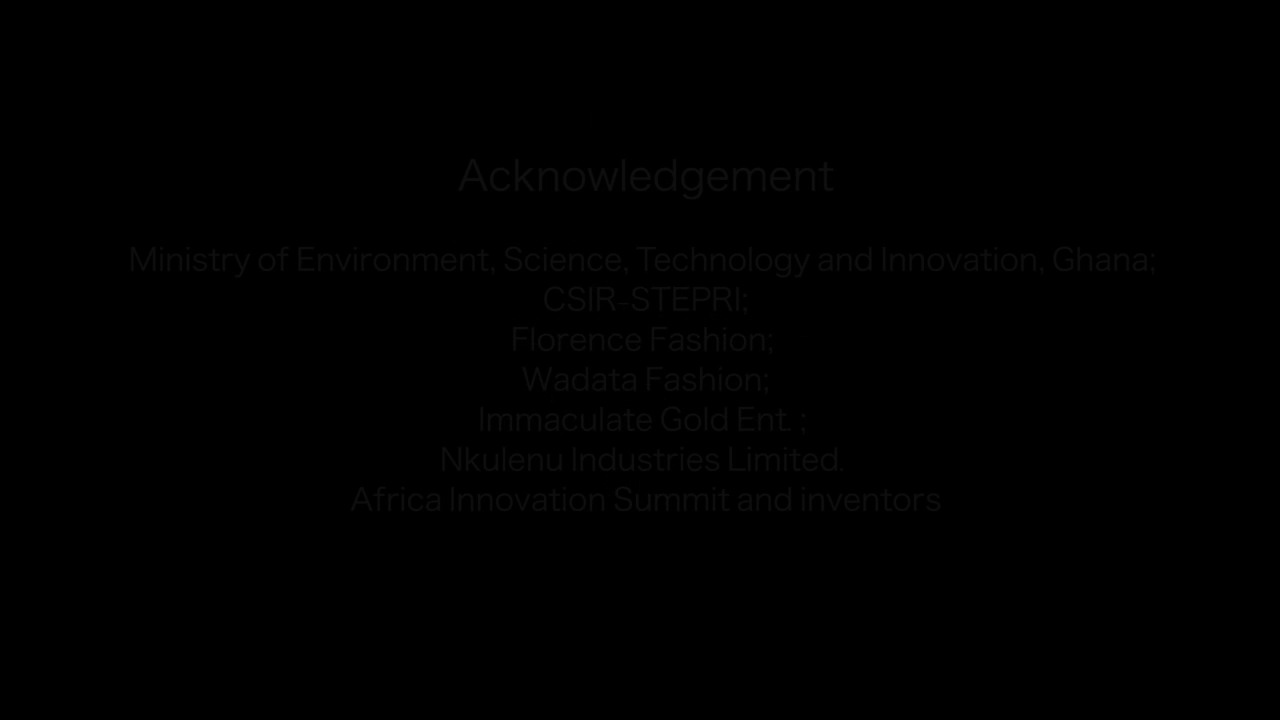 Acknowledgement
Ministry of Environment, Science, Technology and Innovation, Ghana;
CSIR-STEPRI;
Florence Fashion;
Wadata Fashion;
Immaculate Gold Ent. ;
Nkulenu Industries Limited.
Africa Innovation Summit and inventors